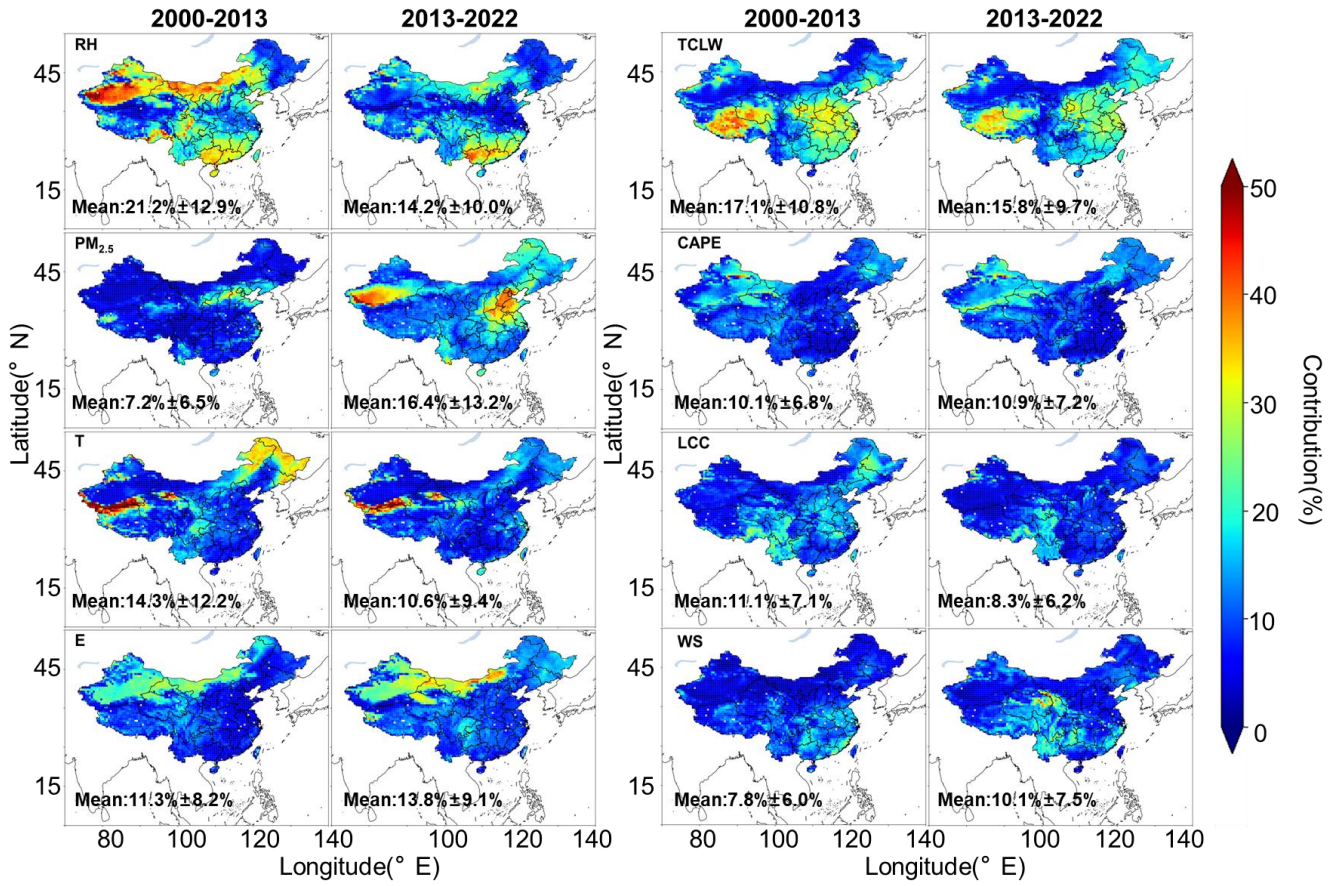 2000-2013
2013-2022
2000-2013
2013-2022
RH
45
15
Mean:21.2%±12.9%
Mean:14.2%±10.0%
TCLW
45
15
Mean:17.1%±10.8%
Mean:15.8%±9.7%
PM2.5
45
15
Mean:7.2%±6.5%
Mean:16.4%±13.2%
CAPE
45
15
Mean:10.1%±6.8%
Mean:10.9%±7.2%
T
45
15
Mean:14.3%±12.2%
Mean:10.6%±9.4%
LCC
45
15
Mean:11.1%±7.1%
Mean:8.3%±6.2%
E
45
15
Mean:11.3%±8.2%
Mean:13.8%±9.1%
WS
45
15
Mean:7.8%±6.0%
Mean:10.1%±7.5%
80 100 120 140
100 120 140
80 100 120 140
100 120 140
Longitude(° E)
Longitude(° E)
Latitude(° N)
Latitude(° N)
50
40
30
20
10
0
Contribution(%)